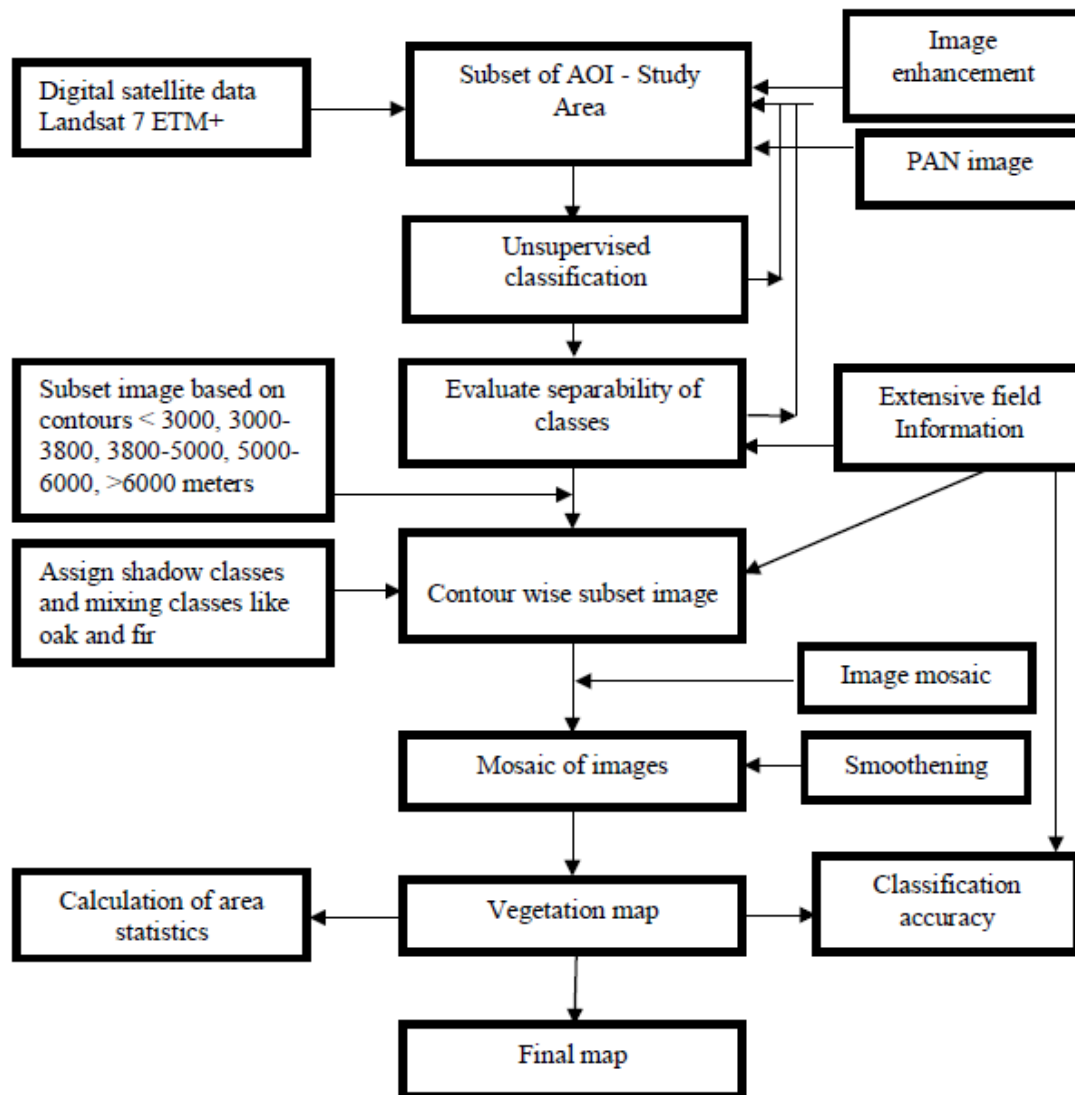 Digital satellite data
Landsat 7 ETM+
Subset of AOI - Study
Area
Image
enhancement
PAN image
Unsupervised
classification
Subset image based on
contours < 3000, 3000-
3800, 3800-5000, 5000-
6000, >6000 meters
Evaluate separability of
classes
Extensive field
Information
Assign shadow classes
and mixing classes like
oak and fir
Contour wise subset image
Image mosaic
Mosaic of images
Smoothening
Calculation of area
statistics
Vegetation map
Classification
accuracy
Final map